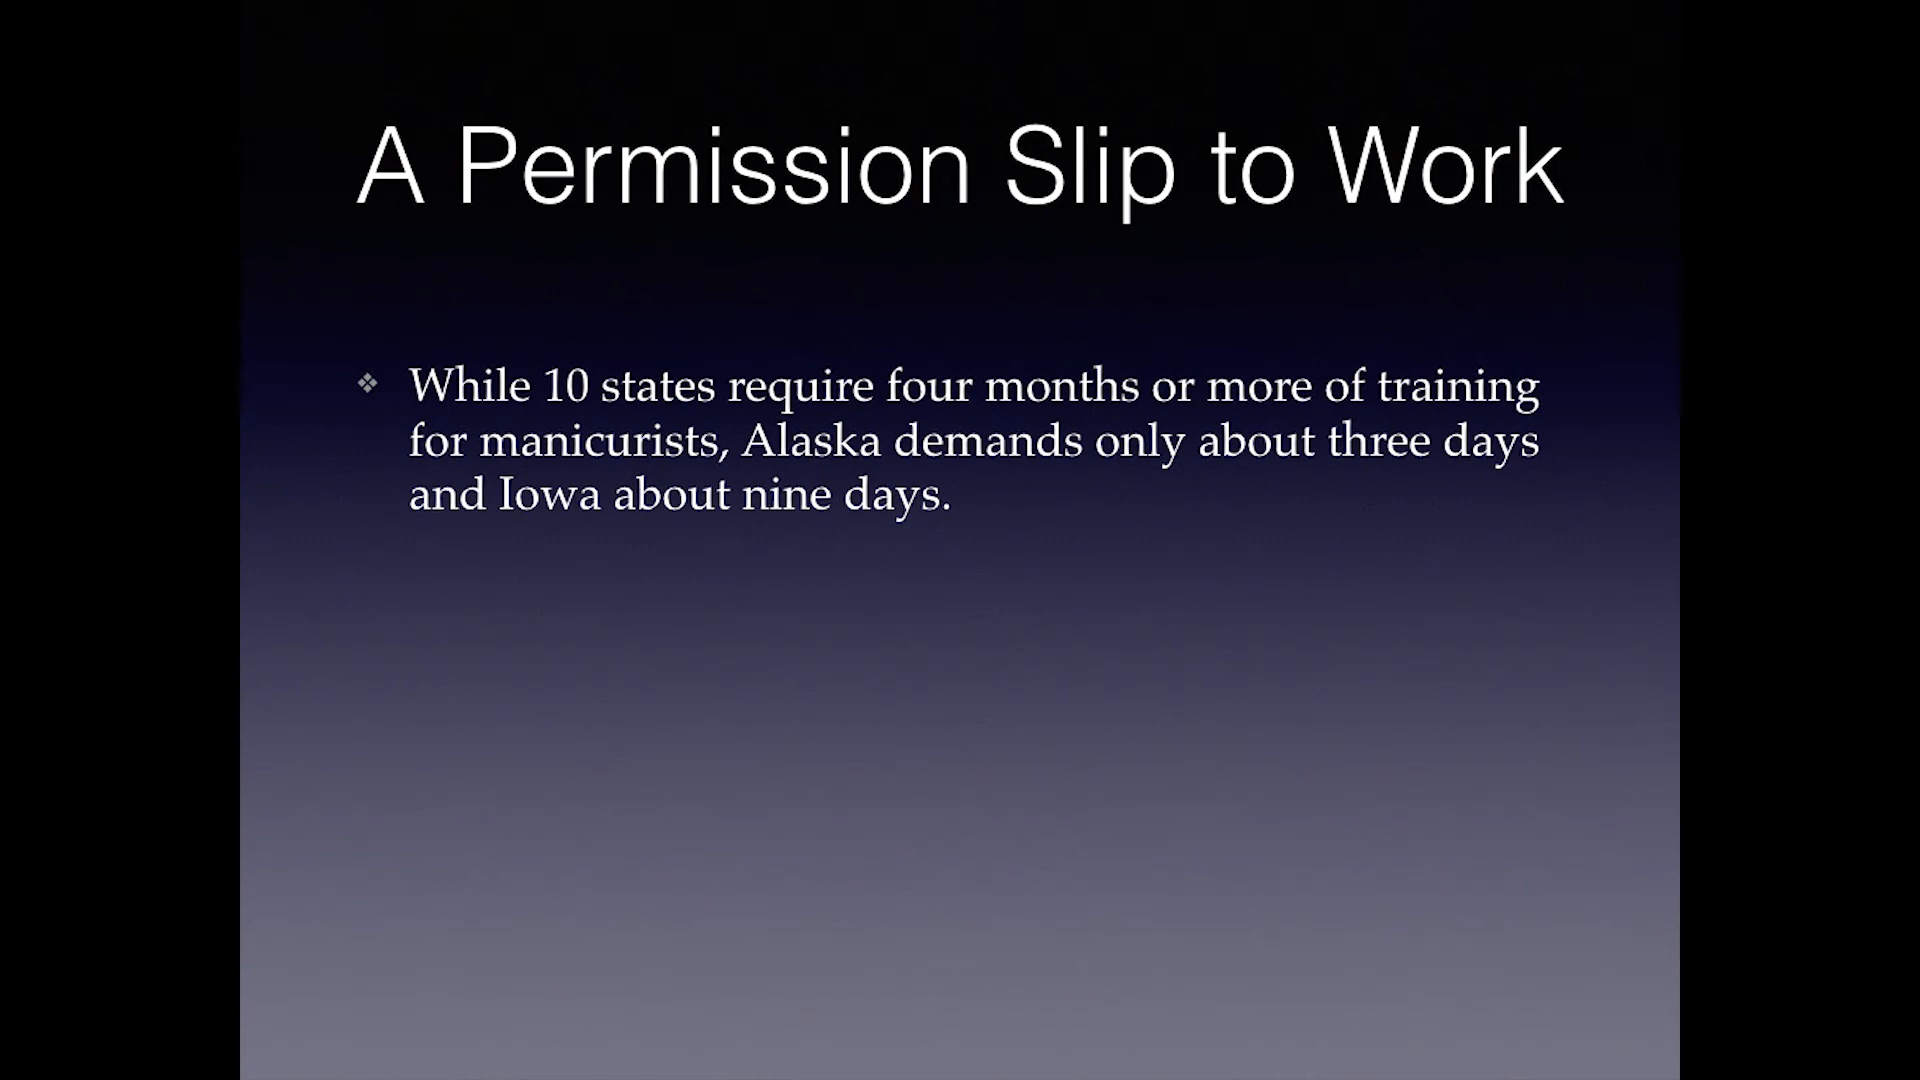 A Permission Slip to Work
❖ While 10 states require four months or more of training
for manicurists, Alaska demands only about three days
and Iowa about nine days.